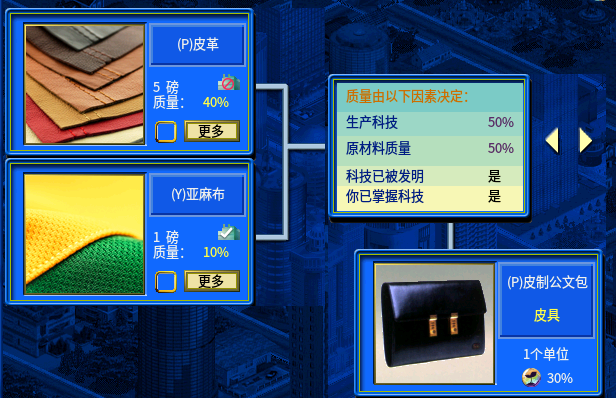 (P)皮革
5 磅
质量: 40%
更多
(Y)亚麻布
1 磅
质量: 10%
更多
质量由以下因素决定:
生产科技 50%
原材料质量 50%
科技已被发明 是
你已掌握科技 是
(P)皮制公文包
皮具
1个单位
30%